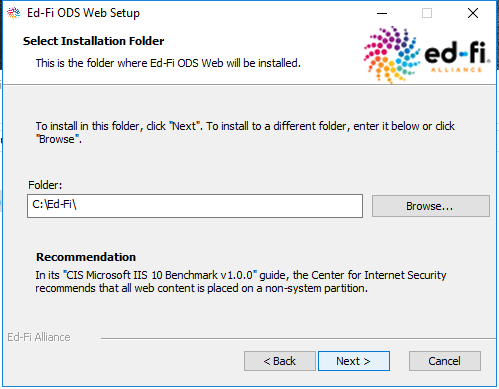 Ed-Fi ODS Web Setup
Select Installation Folder
This is the folder where Ed-Fi ODS Web will be installed.
ed-fi
ALLIANCE
To install in this folder, click "Next". To install to a different folder, enter it below or click
"Browse".
Folder:
C:\Ed-Fi\
Browse...
Recommendation
In its "CIS Microsoft IIS 10 Benchmark v1.0.0" guide, the Center for Internet Security
recommends that all web content is placed on a non-system partition.
Ed-Fi Alliance
< Back
Next >
Cancel